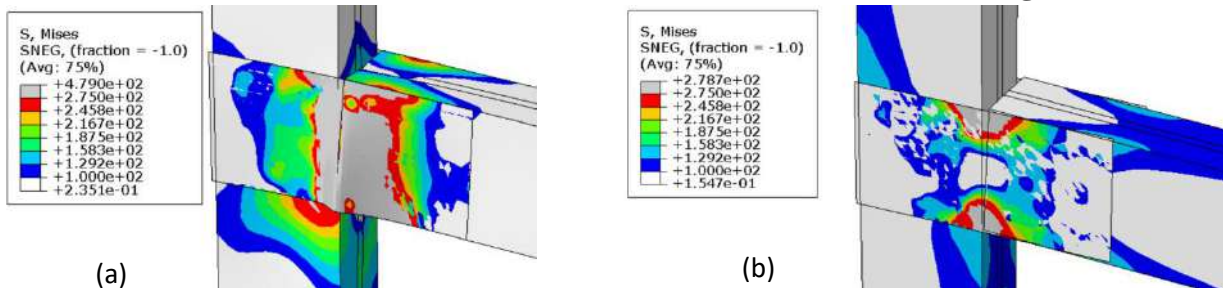 S, Mises
SNEG, (fraction = -1.0)
(Avg: 75%)
+4.790e+02
+2.750e+02
+2.458e+02
+2.167e+02
+1.875e+02
+1.583e+02
+1.292e+02
+1.000e+02
+2.351e-01
(a)
S, Mises
SNEG, (fraction = -1.0)
(Avg: 75%)
+2.787e+02
+2.750e+02
+2.458e+02
+2.167e+02
+1.875e+02
+1.583e+02
+1.292e+02
+1.000e+02
+1.547e-01
(b)